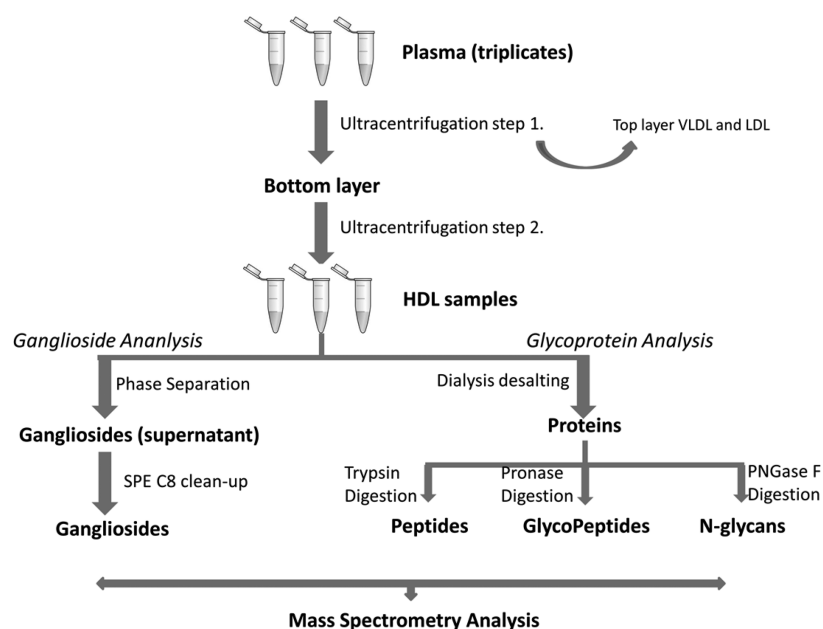 Plasma (triplicates)
Ultracentrifugation step 1.
Top layer VLDL and LDL
Bottom layer
Ultracentrifugation step 2.
HDL samples
Ganglioside Ananlysis
Glycoprotein Analysis
Phase Separation
Dialysis desalting
Gangliosides (supernatant)
Proteins
SPE C8 clean-up
Trypsin
Digestion
Pronase
Digestion
PNGase F
Digestion
Gangliosides
Peptides
GlycoPeptides
N-glycans
Mass Spectrometry Analysis